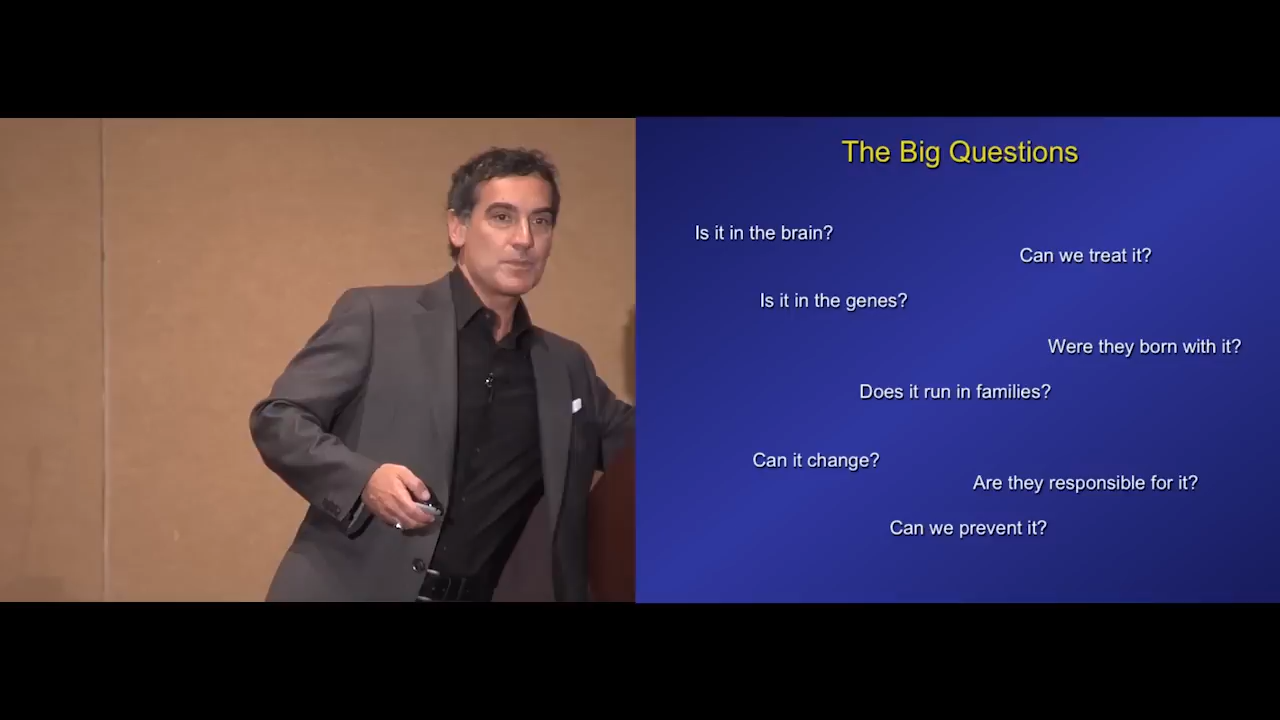 The Big Questions
Is it in the brain?
Can we treat it?
Is it in the genes?
Were they born with it?
Does it run in families?
Can it change?
Are they responsible for it?
Can we prevent it?